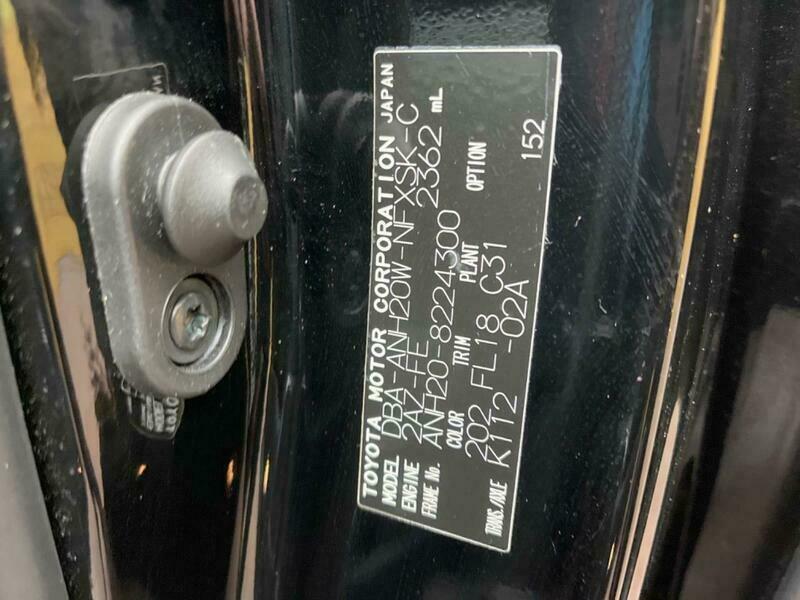 TOYOTA MOTOR CORPORATION JAPAN
MODEL DBA-ANH20W-NFXSK-C
ENGINE 2AZ-FE 2362 mL
FRAME No. ANH20-8224300
COLOR TRIM PLANT OPTION
202 FL18 C31
TRANS./AXLE K112 -02A 152